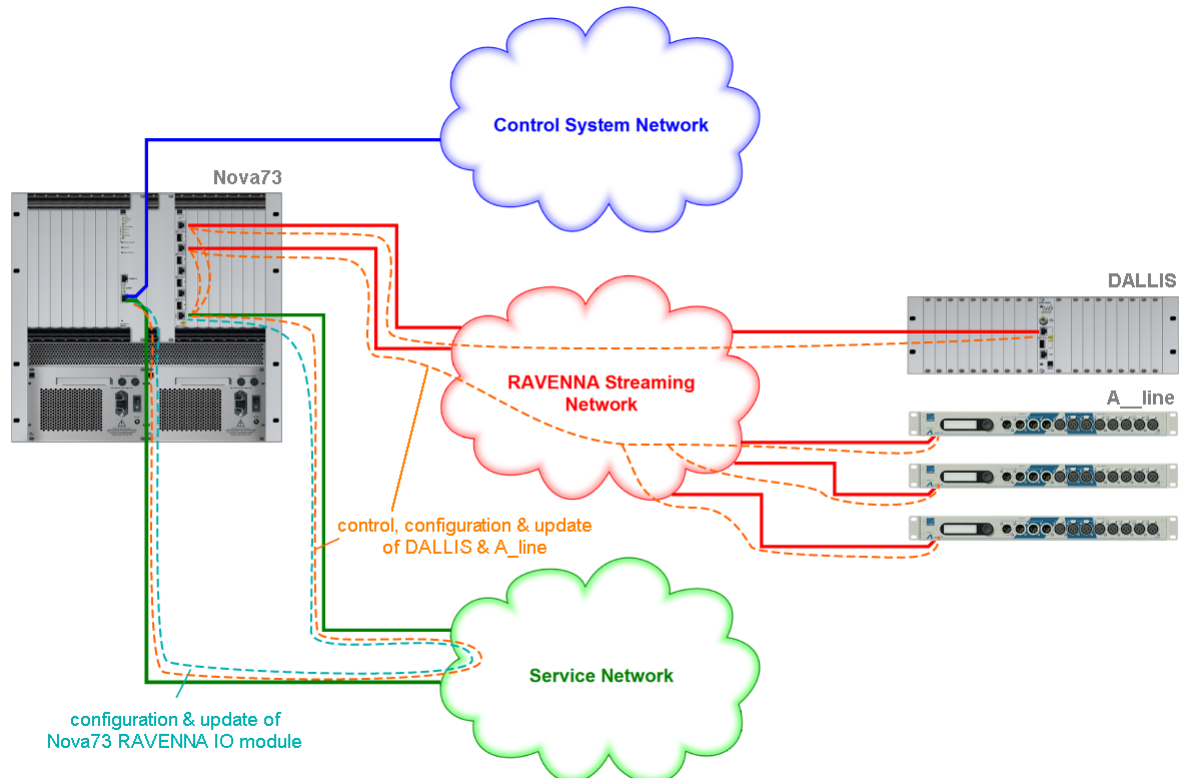 Control System Network
Nova73
DALLIS
RAVENNA Streaming
Network
A__line
control, configuration & update
of DALLIS & A_line
Service Network
configuration & update of
Nova73 RAVENNA IO module